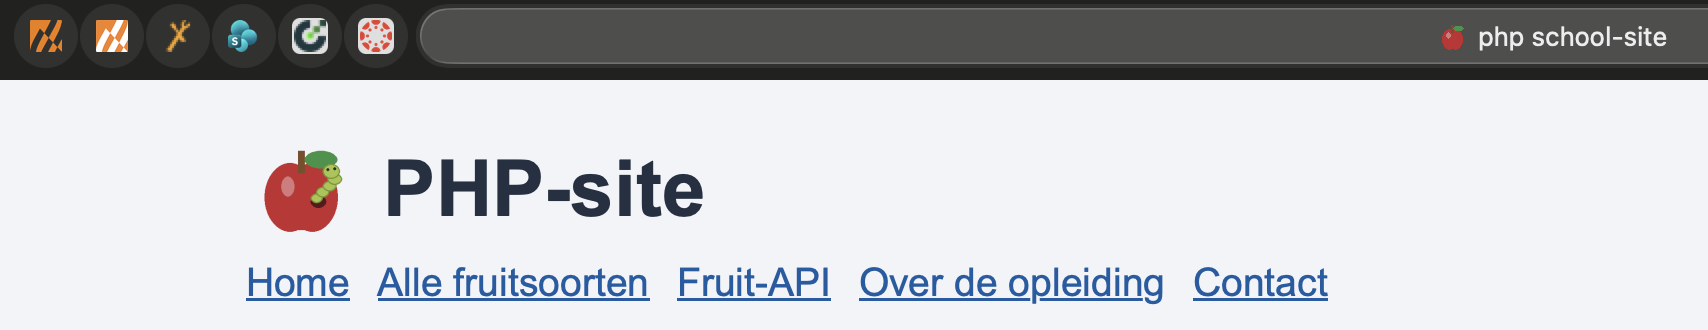 php school-site
PHP-site
Home Alle fruitsoorten Fruit-API Over de opleiding Contact